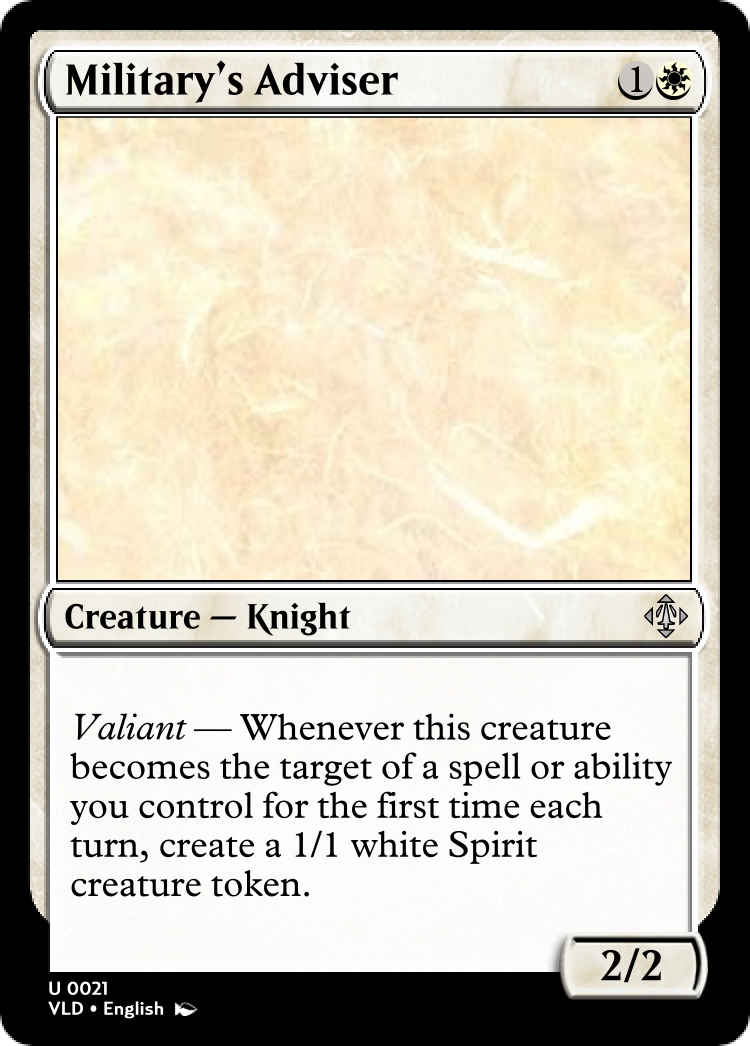 Military's Adviser 1
Creature — Knight
Valiant — Whenever this creature
becomes the target of a spell or ability
you control for the first time each
turn, create a 1/1 white Spirit
creature token.
2/2
U 0021
VLD • English